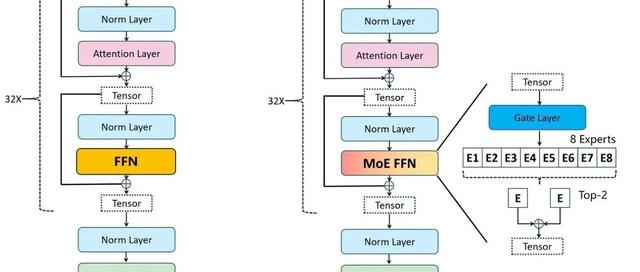 Norm Layer
Attention Layer
Tensor
32X
Norm Layer
FFN
Tensor
Norm Layer
Norm Layer
Attention Layer
Tensor
32X
Norm Layer
MoE FFN
Tensor
Norm Layer
Tensor
Gate Layer
8 Experts
E1 E2 E3 E4 E5 E6 E7 E8
E E Top-2
Tensor